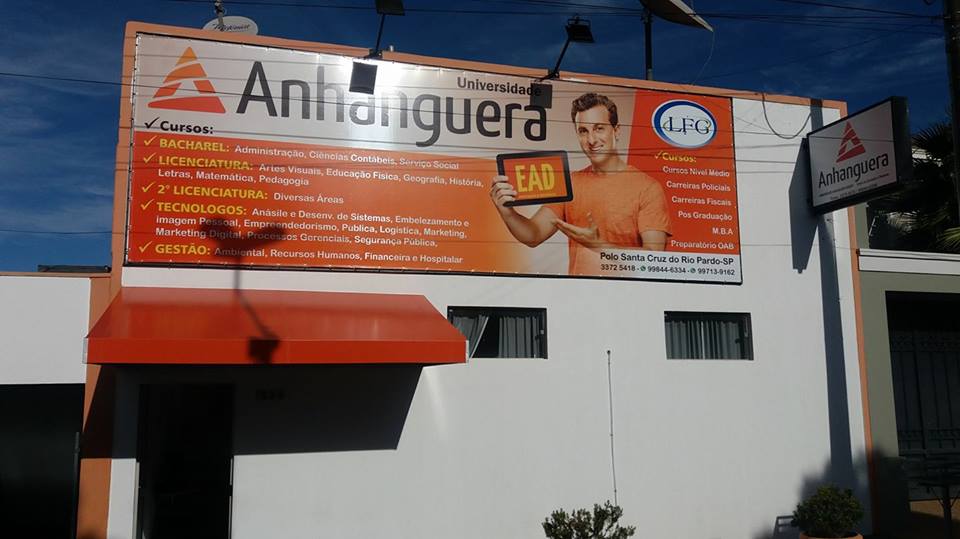 Universidade
Anhanguera
✓ Cursos:
✓ BACHAREL: Administração, Ciências Contábeis, Serviço Social
✓ LICENCIATURA: Artes Visuais, Educação Física, Geografia, História,
Letras, Matemática, Pedagogia
✓ 2ª LICENCIATURA: Diversas Áreas
✓ TECNOLOGOS: Anásile e Desenv. de Sistemas, Embelezamento e
imagem Pessoal, Empreendedorismo, Publica, Logística, Marketing,
Marketing Digital, Processos Gerenciais, Segurança Pública,
✓ GESTÃO: Ambiental, Recursos Humanos, Financeira e Hospitalar
EAD
LFG
✓ Cursos:
Cursos Nivel Médio
Carreiras Policiais
Carreiras Fiscais
Pos Graduação
M.B.A
Preparatório OAB
Polo Santa Cruz do Rio Pardo-SP
3372 5418 - 99844-6334 - 99713-9162
Anhanguera